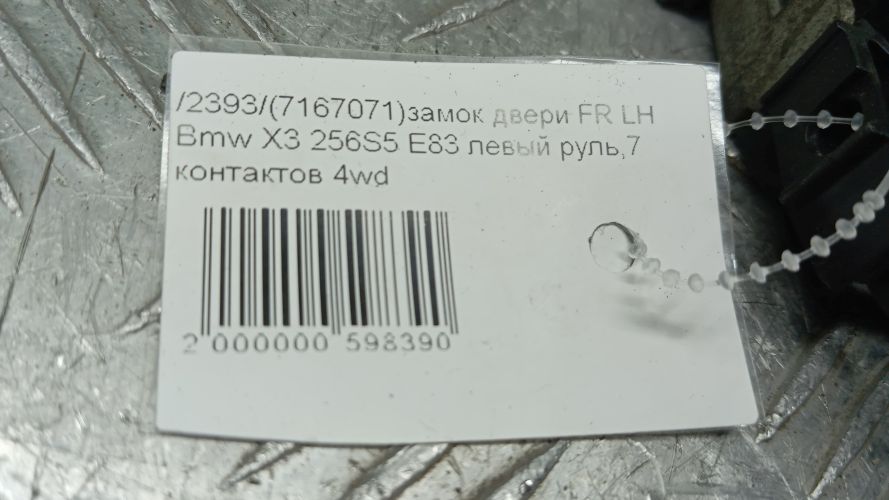 /2393/(7167071)замок двери FR LH
Bmw X3 256S5 E83 левый руль,7
контактов 4wd
2 000000 598390